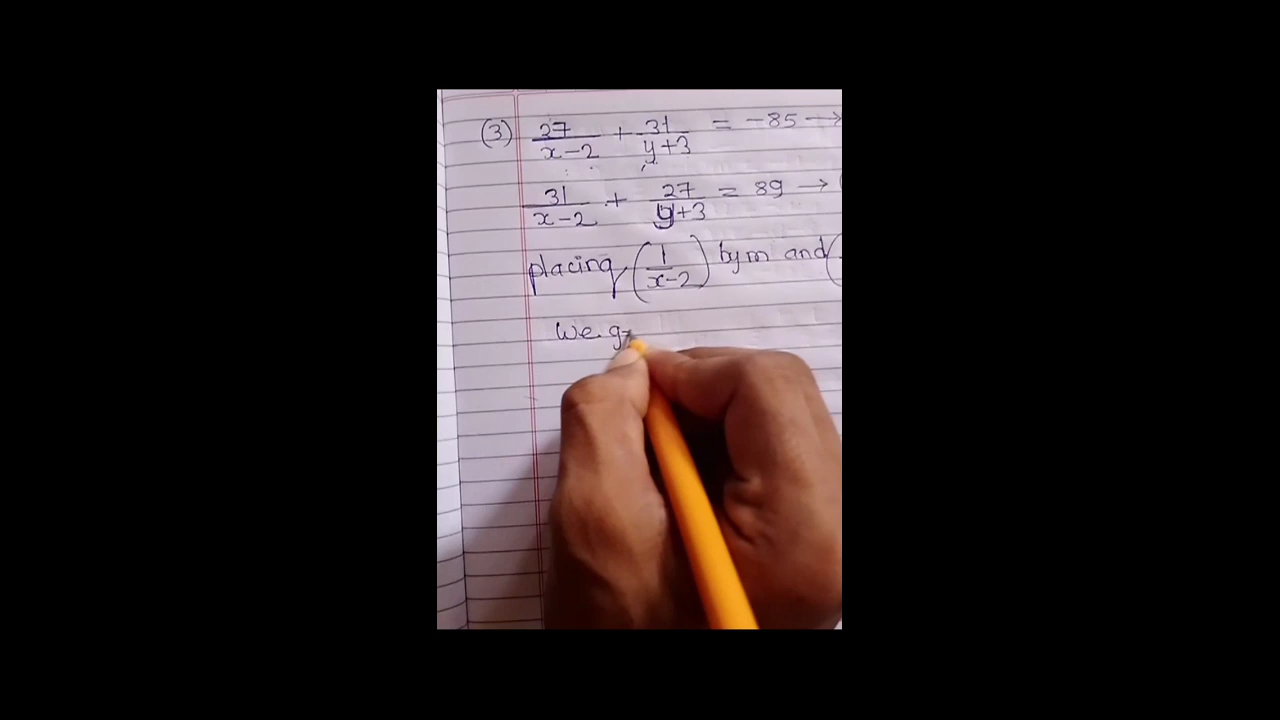 (3) 27/(x-2) + 31/(y+3) = -85 →
31/(x-2) + 27/(y+3) = 89 → (
placing (1/(x-2)) by m and (
We g